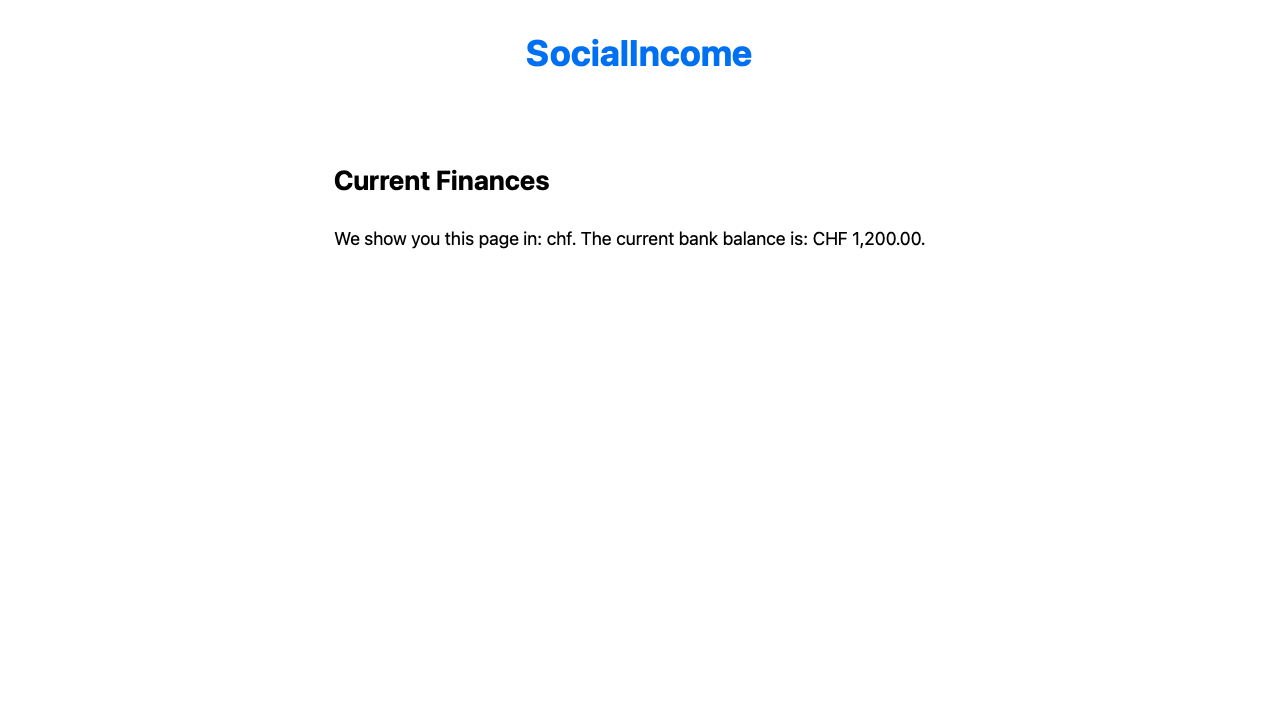 SocialIncome
Current Finances
We show you this page in: chf. The current bank balance is: CHF 1,200.00.